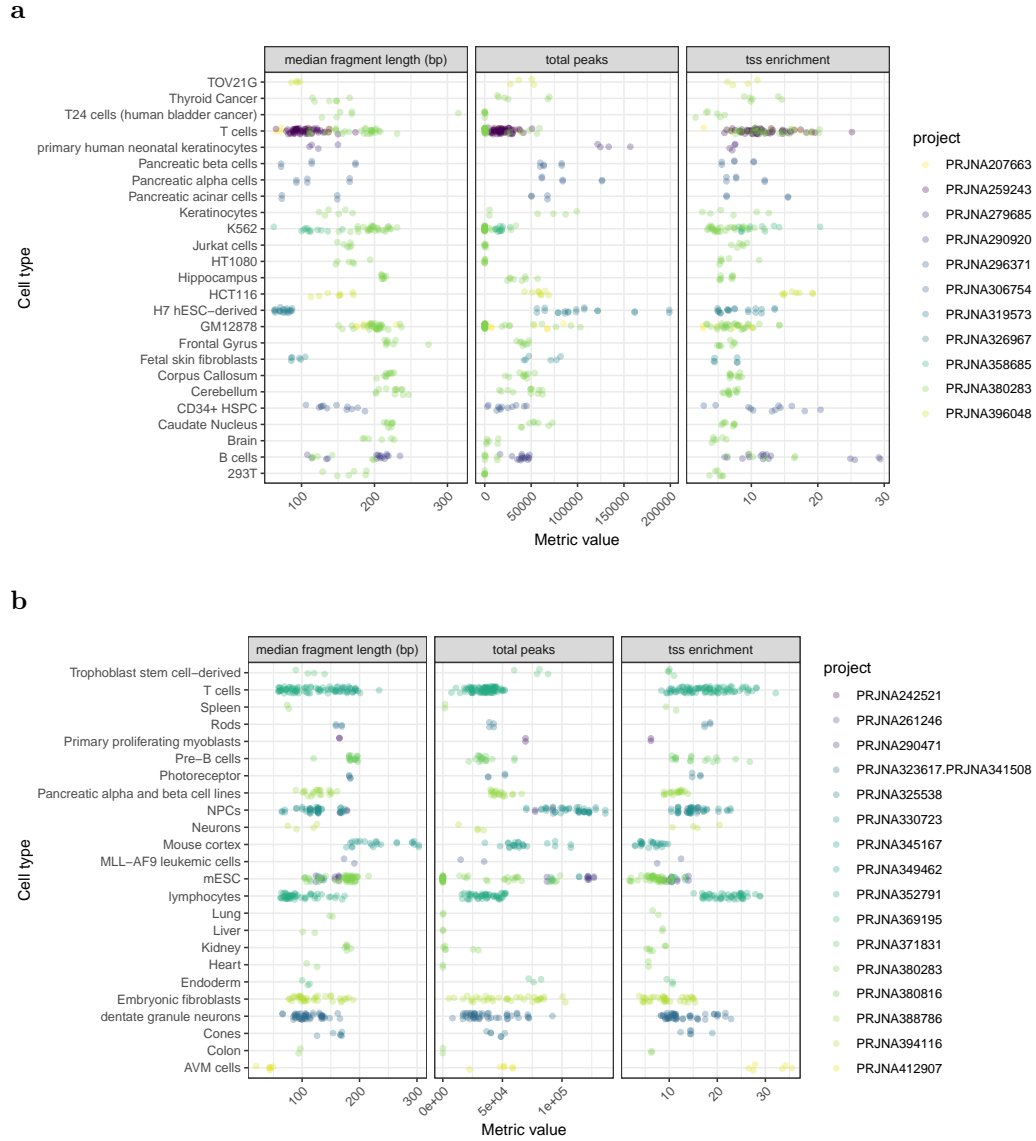 a
median fragment length (bp) total peaks tss enrichment
TOV21G
Thyroid Cancer
T24 cells (human bladder cancer)
T cells
primary human neonatal keratinocytes
Pancreatic beta cells
Pancreatic alpha cells
Pancreatic acinar cells
Keratinocytes
K562
Jurkat cells
HT1080
Hippocampus
HCT116
H7 hESC−derived
GM12878
Frontal Gyrus
Fetal skin fibroblasts
Corpus Callosum
Cerebellum
CD34+ HSPC
Caudate Nucleus
Brain
B cells
293T
Cell type
100 200 300 0 50000 100000 150000 200000 10 20 30
Metric value
project
PRJNA207663
PRJNA259243
PRJNA279685
PRJNA290920
PRJNA296371
PRJNA306754
PRJNA319573
PRJNA326967
PRJNA358685
PRJNA380283
PRJNA396048
b
median fragment length (bp) total peaks tss enrichment
Trophoblast stem cell−derived
T cells
Spleen
Rods
Primary proliferating myoblasts
Pre−B cells
Photoreceptor
Pancreatic alpha and beta cell lines
NPCs
Neurons
Mouse cortex
MLL−AF9 leukemic cells
mESC
lymphocytes
Lung
Liver
Kidney
Heart
Endoderm
Embryonic fibroblasts
dentate granule neurons
Cones
Colon
AVM cells
Cell type
100 200 300 0e+00 5e+04 1e+05 10 20 30
Metric value
project
PRJNA242521
PRJNA261246
PRJNA290471
PRJNA323617.PRJNA341508
PRJNA325538
PRJNA330723
PRJNA345167
PRJNA349462
PRJNA352791
PRJNA369195
PRJNA371831
PRJNA380283
PRJNA380816
PRJNA388786
PRJNA394116
PRJNA412907